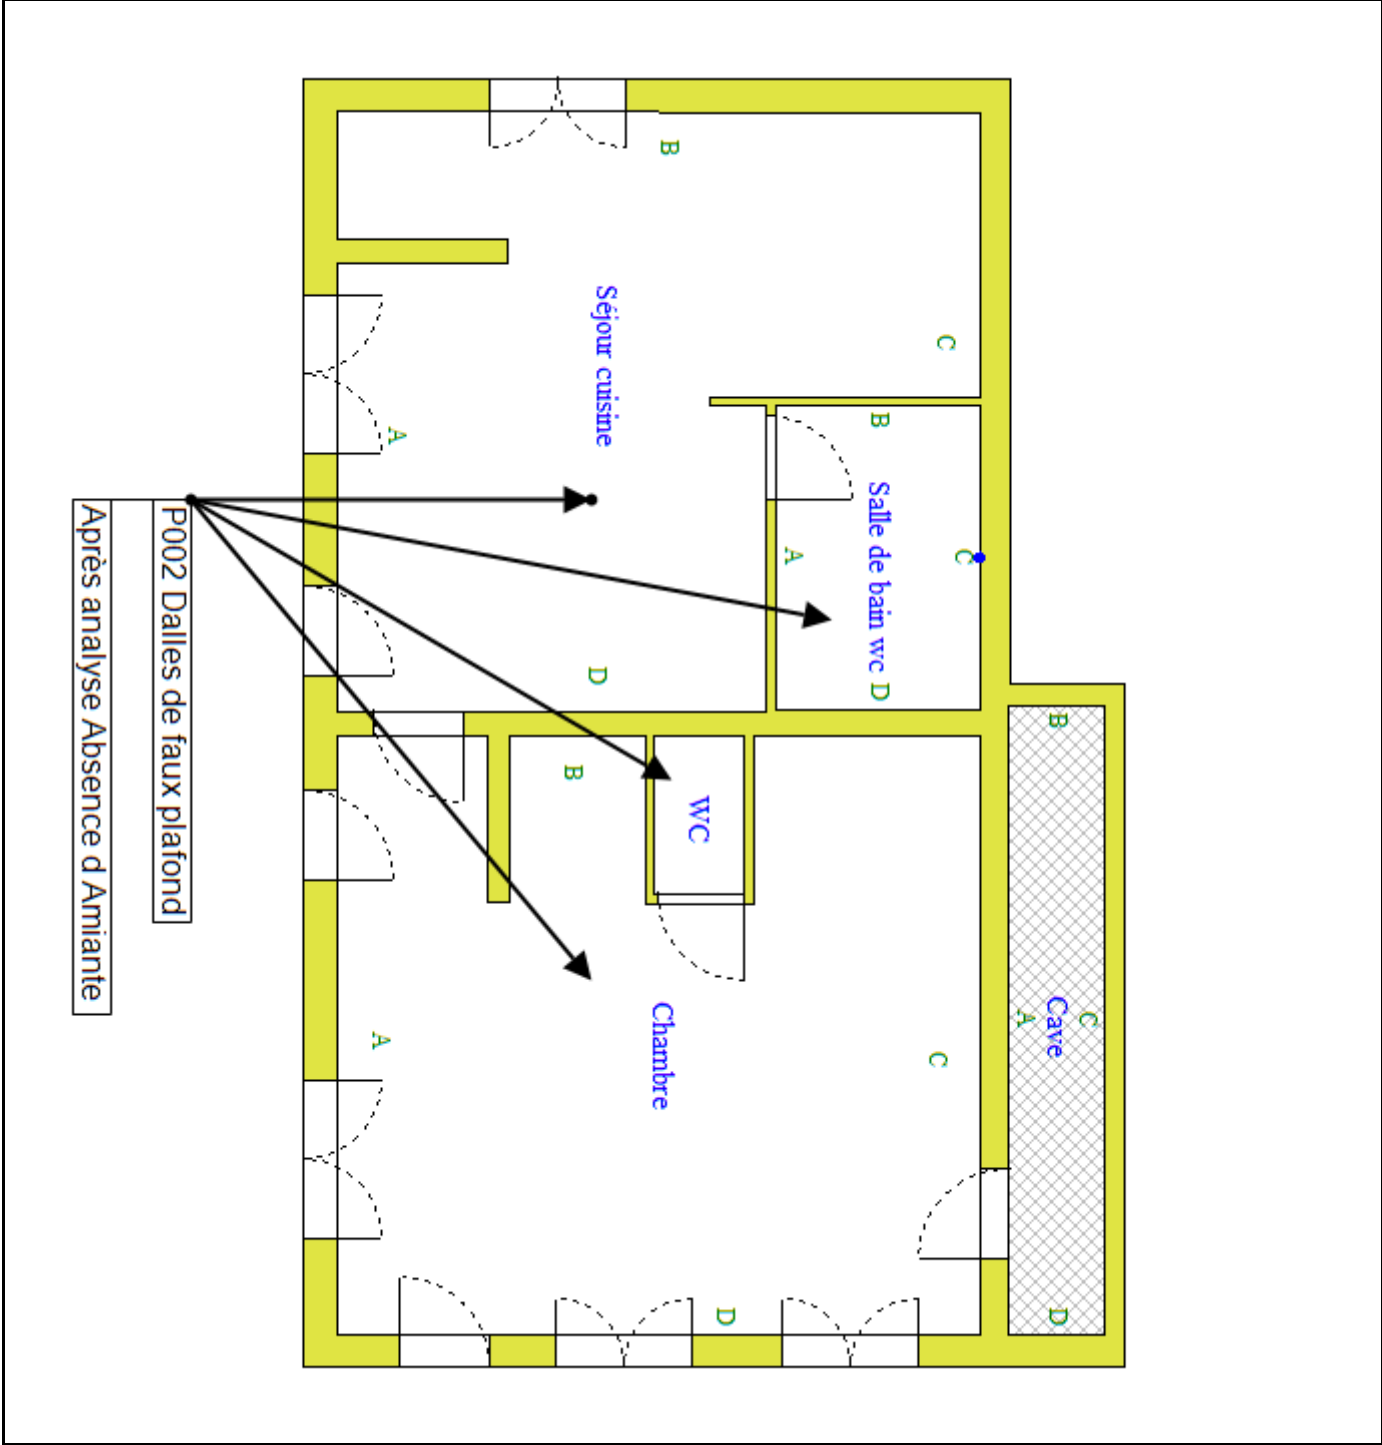 B
C
Séjour cuisine
A
D
B
Salle de bain wc
C
A
D
P002 Dalles de faux plafond
Après analyse Absence d Amiante
B
WC
Chambre
A
C
D
B
Cave
C
A
D